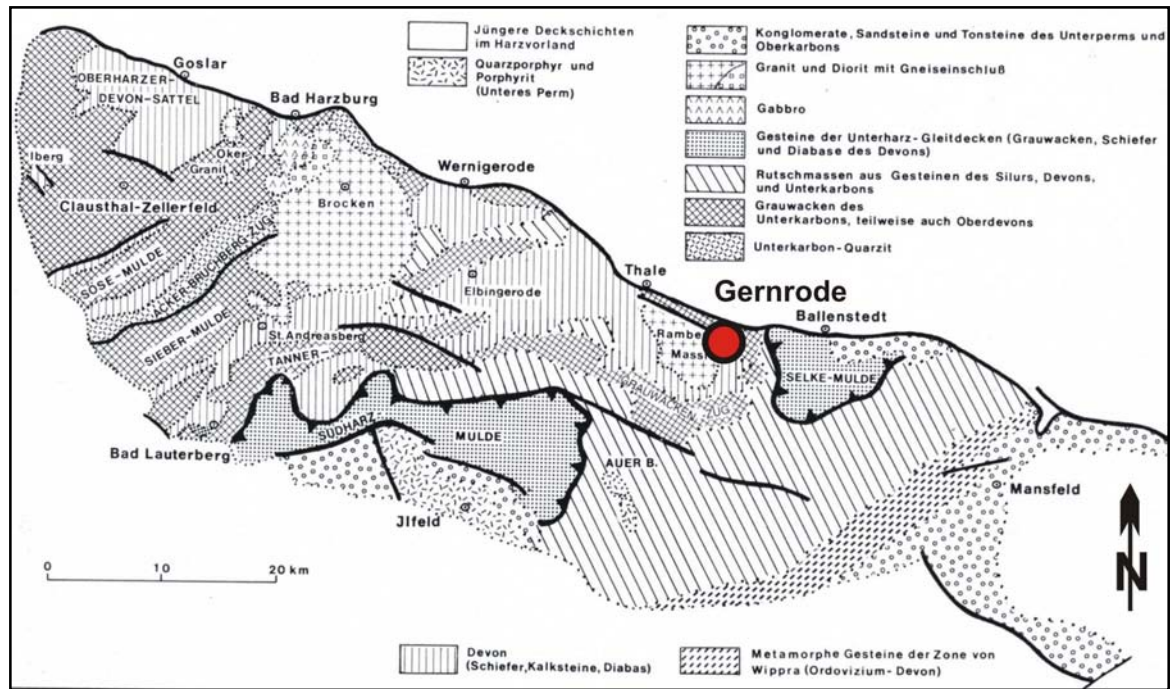 Jüngere Deckschichten
im Harzvorland
Quarzporphyr und
Porphyrit
(Unteres Perm)
Konglomerate, Sandsteine und Tonsteine des Unterperms und
Oberkarbons
Granit und Diorit mit Gneiseinschluß
Gabbro
Gesteine der Unterharz-Gleitdecken (Grauwacken, Schiefer
und Diabase des Devons)
Rutschmassen aus Gesteinen des Silurs, Devons,
und Unterkarbons
Grauwacken des
Unterkarbons, teilweise auch Oberdevons
Unterkarbon-Quarzit
Goslar
OBERHARZER-
DEVON-SATTEL
Bad Harzburg
Iberg
Oker
Granit
Wernigerode
Clausthal-Zellerfeld
Brocken
SÖSE-MULDE
ACKER-BRUCHBERG-ZUG
Elbingerode
Thale
Gernrode
Ballenstedt
SIEBER-MULDE
St.Andreasberg
TANNER-
GRAUWACKEN-ZUG
SELKE-MULDE
SÜDHARZ-
MULDE
Bad Lauterberg
AUER B.
Jlfeld
Mansfeld
0 10 20 km
N
Devon
(Schiefer,Kalksteine,Diabas)
Metamorphe Gesteine der Zone von
Wippra (Ordovizium-Devon)